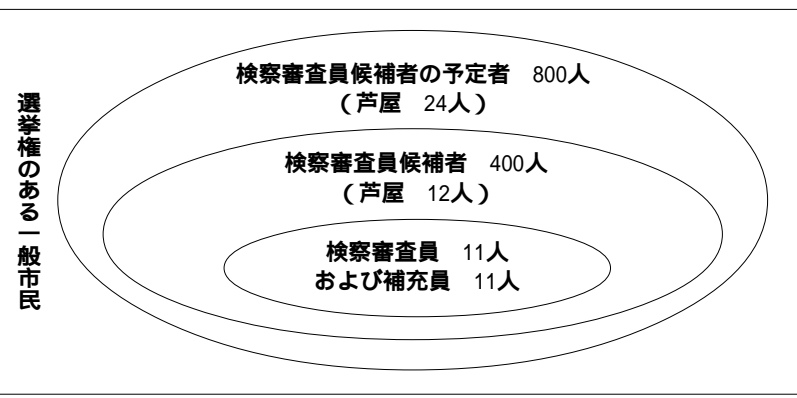 選挙権のある一般市民
検察審査員候補者の予定者　800人
（芦屋　24人）
検察審査員候補者　400人
（芦屋　12人）
検察審査員　11人
および補充員　11人